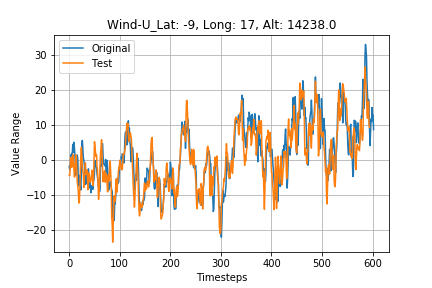 Wind-U_Lat: -9, Long: 17, Alt: 14238.0
Original
Test
Value Range
30
20
10
0
−10
−20
0 100 200 300 400 500 600
Timesteps